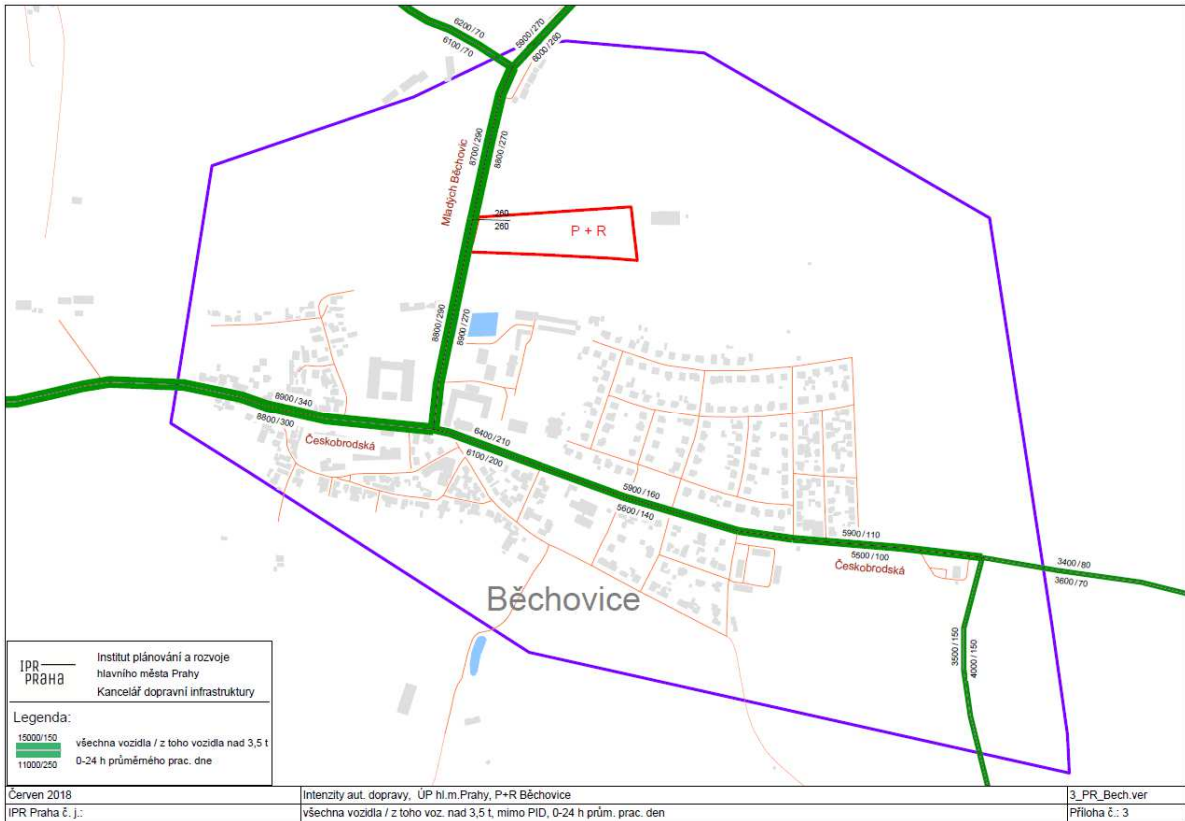 6200/70
6100/70
5900/270
6000/260
Mladých Běchovic
8700/290
8800/270
260
260
P + R
8800/290
8900/270
8900/340
8800/300
Českobrodská
6400/210
6100/200
5900/160
5600/140
5900/110
5500/100
Českobrodská
3400/80
3600/70
Běchovice
3500/150
4000/150
IPR
PRAHA
Institut plánování a rozvoje
hlavního města Prahy
Kancelář dopravní infrastruktury
Legenda:
15000/150
11000/250
všechna vozidla / z toho vozidla nad 3,5 t
0-24 h průměrného prac. dne
Červen 2018
Intenzity aut. dopravy, ÚP hl.m.Prahy, P+R Běchovice
3_PR_Bech.ver
IPR Praha č. j.:
všechna vozidla / z toho voz. nad 3,5 t, mimo PID, 0-24 h prům. prac. den
Příloha č.: 3